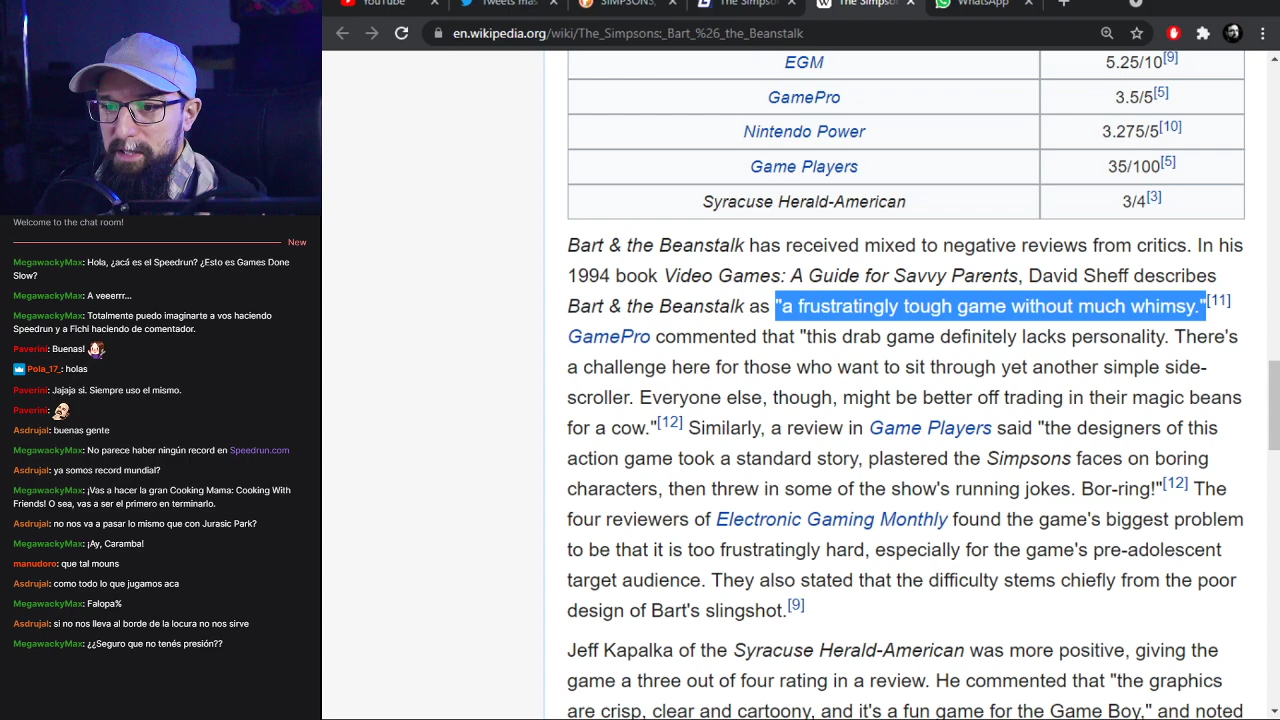 YouTube
Tweets más
SIMPSONS,
The Simpso
The Simpso
WhatsApp
en.wikipedia.org/wiki/The_Simpsons:_Bart_%26_the_Beanstalk
EGM 5.25/10[9]
GamePro 3.5/5[5]
Nintendo Power 3.275/5[10]
Game Players 35/100[5]
Syracuse Herald-American 3/4[3]
Bart & the Beanstalk has received mixed to negative reviews from critics. In his
1994 book Video Games: A Guide for Savvy Parents, David Sheff describes
Bart & the Beanstalk as "a frustratingly tough game without much whimsy."[11]
GamePro commented that "this drab game definitely lacks personality. There's
a challenge here for those who want to sit through yet another simple side-
scroller. Everyone else, though, might be better off trading in their magic beans
for a cow."[12] Similarly, a review in Game Players said "the designers of this
action game took a standard story, plastered the Simpsons faces on boring
characters, then threw in some of the show's running jokes. Bor-ring!"[12] The
four reviewers of Electronic Gaming Monthly found the game's biggest problem
to be that it is too frustratingly hard, especially for the game's pre-adolescent
target audience. They also stated that the difficulty stems chiefly from the poor
design of Bart's slingshot.[9]
Jeff Kapalka of the Syracuse Herald-American was more positive, giving the
game a three out of four rating in a review. He commented that "the graphics
are crisp, clear and cartoony, and it's a fun game for the Game Boy," and noted
Welcome to the chat room!
New
MegawackyMax: Hola, ¿acá es el Speedrun? ¿Esto es Games Done
Slow?
MegawackyMax: A veeerrr...
MegawackyMax: Totalmente puedo imaginarte a vos haciendo
Speedrun y a Fichi haciendo de comentador.
Paverini: Buenas!
Pola_17_: holas
Paverini: Jajaja si. Siempre uso el mismo.
Paverini:
Asdrujal: buenas gente
MegawackyMax: No parece haber ningún record en Speedrun.com
Asdrujal: ya somos record mundial?
MegawackyMax: ¡Vas a hacer la gran Cooking Mama: Cooking With
Friends! O sea, vas a ser el primero en terminarlo.
Asdrujal: no nos va a pasar lo mismo que con Jurasic Park?
MegawackyMax: ¡Ay, Caramba!
manudoro: que tal mouns
Asdrujal: como todo lo que jugamos aca
MegawackyMax: Falopa%
Asdrujal: si no nos lleva al borde de la locura no nos sirve
MegawackyMax: ¿¿Seguro que no tenés presión??